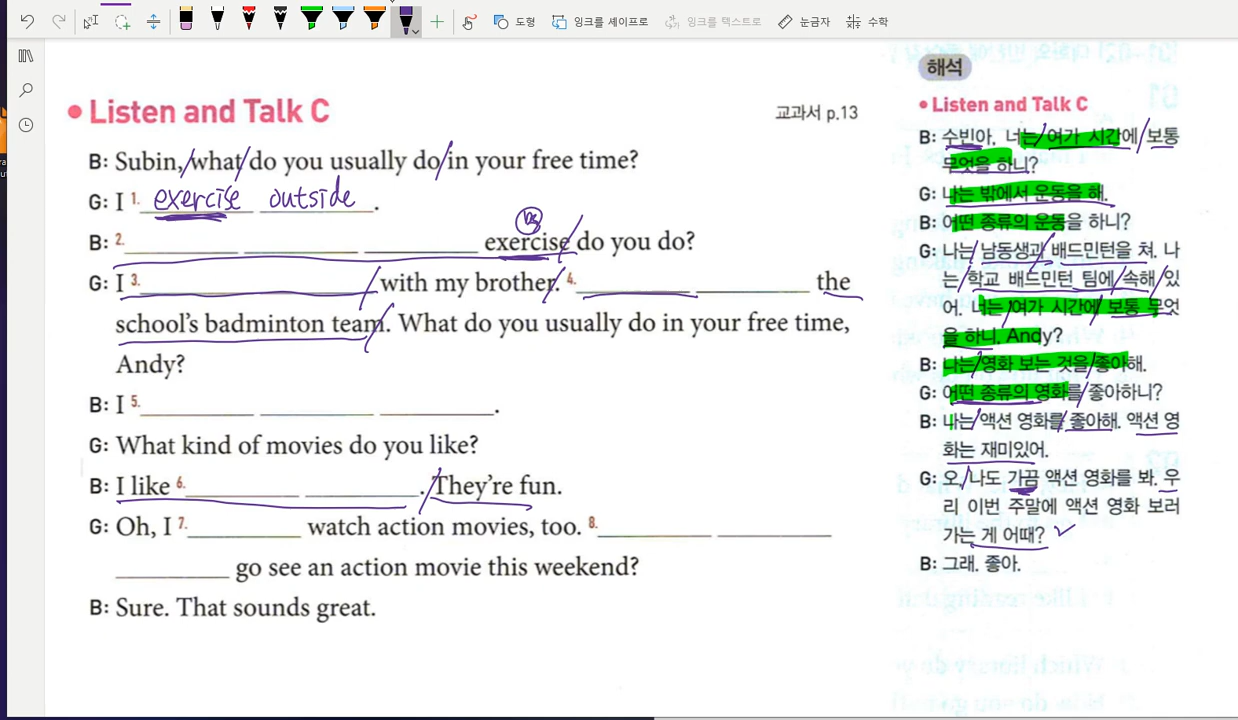 도형 잉크를 셰이프로 잉크를 텍스트로 눈금자 수학
해석
• Listen and Talk C 교과서 p.13
B: Subin, what do you usually do in your free time?
G: I 1. exercise outside.
B: 2. exercise do you do?
G: I 3. with my brother. 4. the
school's badminton team. What do you usually do in your free time,
Andy?
B: I 5. .
G: What kind of movies do you like?
B: I like 6. . They're fun.
G: Oh, I 7. watch action movies, too. 8.
go see an action movie this weekend?
B: Sure. That sounds great.
• Listen and Talk C
B: 수빈아, 너는 여가 시간에 보통
무엇을 하니?
G: 나는 밖에서 운동을 해.
B: 어떤 종류의 운동을 하니?
G: 나는 남동생과 배드민턴을 쳐. 나
는 학교 배드민턴 팀에 속해 있
어. 너는 여가 시간에 보통 무엇
을 하니, Andy?
B: 나는 영화 보는 것을 좋아해.
G: 어떤 종류의 영화를 좋아하니?
B: 나는 액션 영화를 좋아해. 액션 영
화는 재미있어.
G: 오, 나도 가끔 액션 영화를 봐. 우
리 이번 주말에 액션 영화 보러
가는 게 어때?
B: 그래. 좋아.